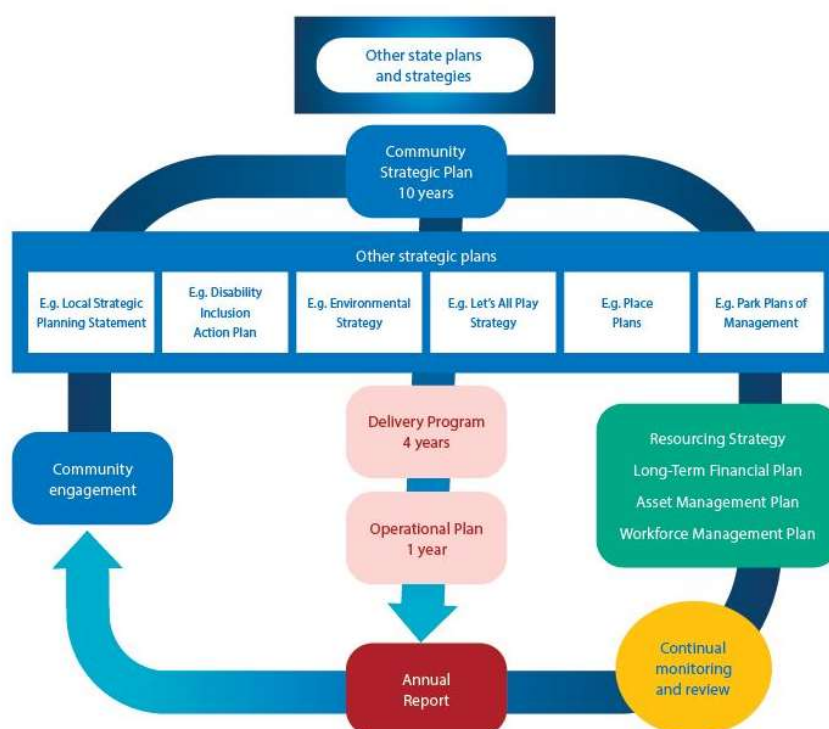 Other state plans
and strategies
Community
Strategic Plan
10 years
Other strategic plans
E.g. Local Strategic
Planning Statement
E.g. Disability
Inclusion
Action Plan
E.g. Environmental
Strategy
E.g. Let's All Play
Strategy
E.g. Place
Plans
E.g. Park Plans of
Management
Community
engagement
Delivery Program
4 years
Operational Plan
1 year
Resourcing Strategy
Long-Term Financial Plan
Asset Management Plan
Workforce Management Plan
Annual
Report
Continual
monitoring
and review